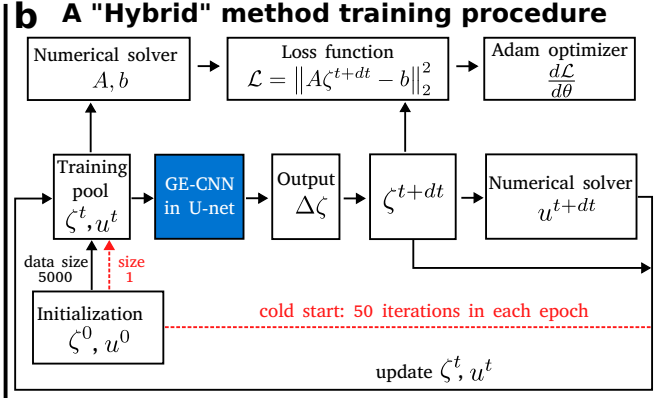 b A "Hybrid" method training procedure
Numerical solver
A, b
Loss function
ℒ = ‖Aζ^{t+dt} − b‖₂²
Adam optimizer
dℒ/dθ
Training
pool
ζ^t, u^t
GE-CNN
in U-net
Output
Δζ
ζ^{t+dt}
Numerical solver
u^{t+dt}
data size
5000
size
1
Initialization
ζ^0, u^0
cold start: 50 iterations in each epoch
update ζ^t, u^t